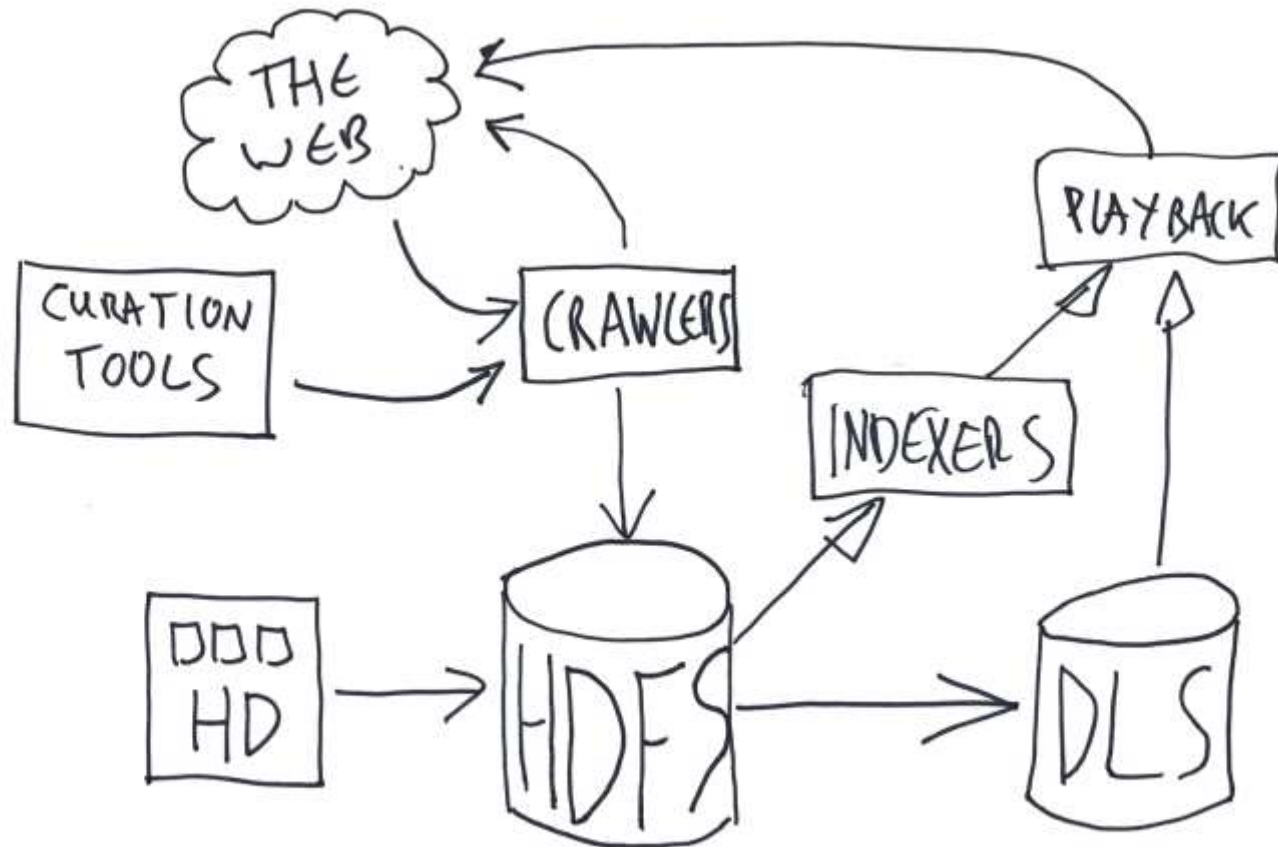 THE
WEB
PLAYBACK
CURATION
TOOLS
CRAWLERS
INDEXERS
HD
HDFS
DLS